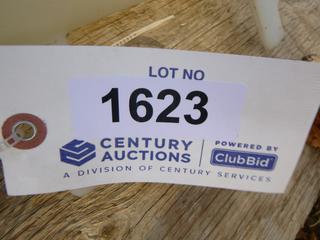 LOT NO
1623
CENTURY AUCTIONS
POWERED BY
ClubBid
A DIVISION OF CENTURY SERVICES